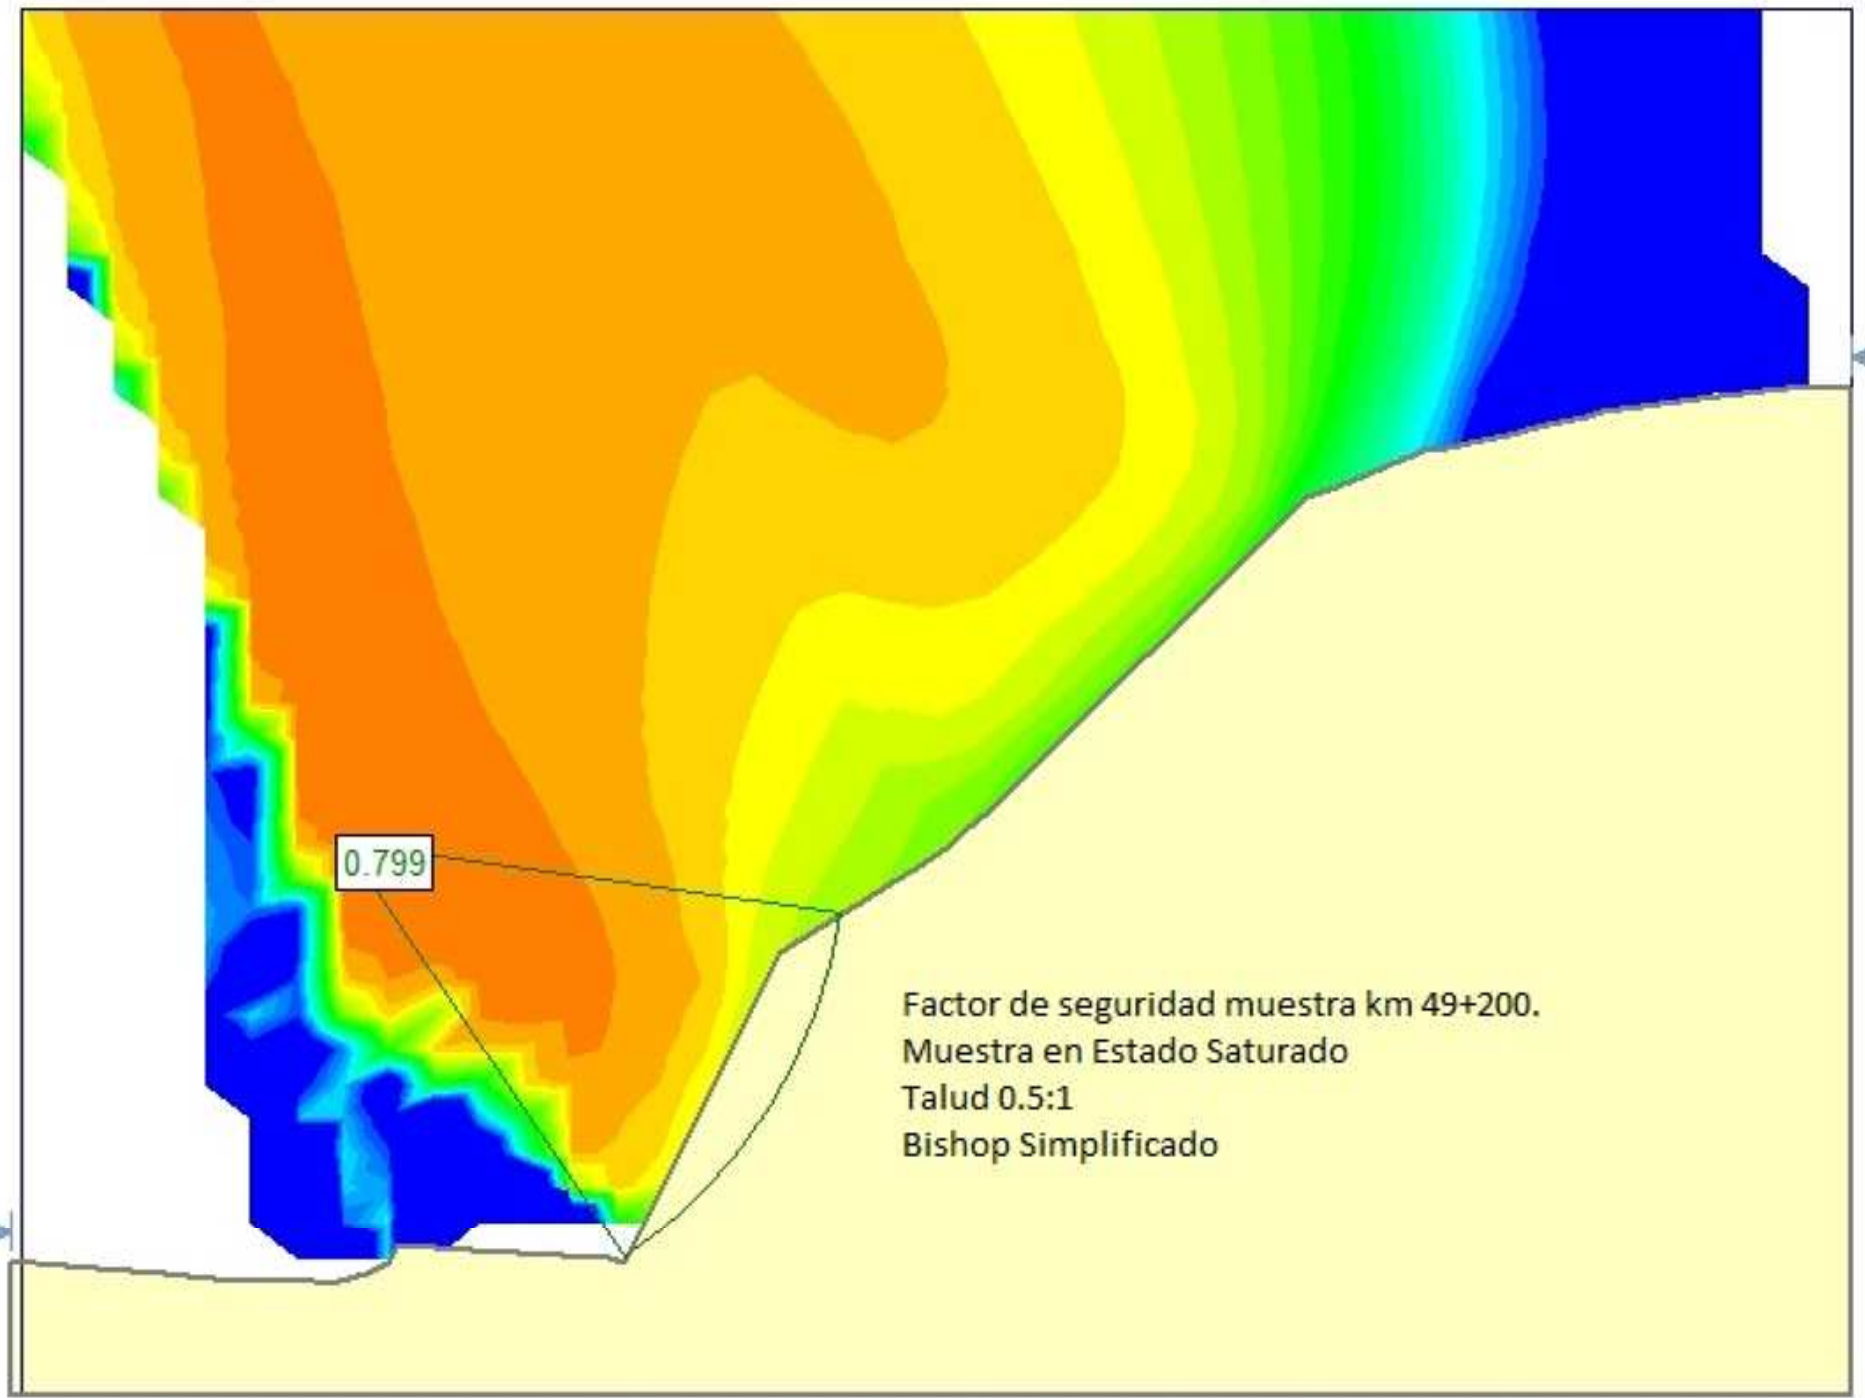 0.799
Factor de seguridad muestra km 49+200.
Muestra en Estado Saturado
Talud 0.5:1
Bishop Simplificado